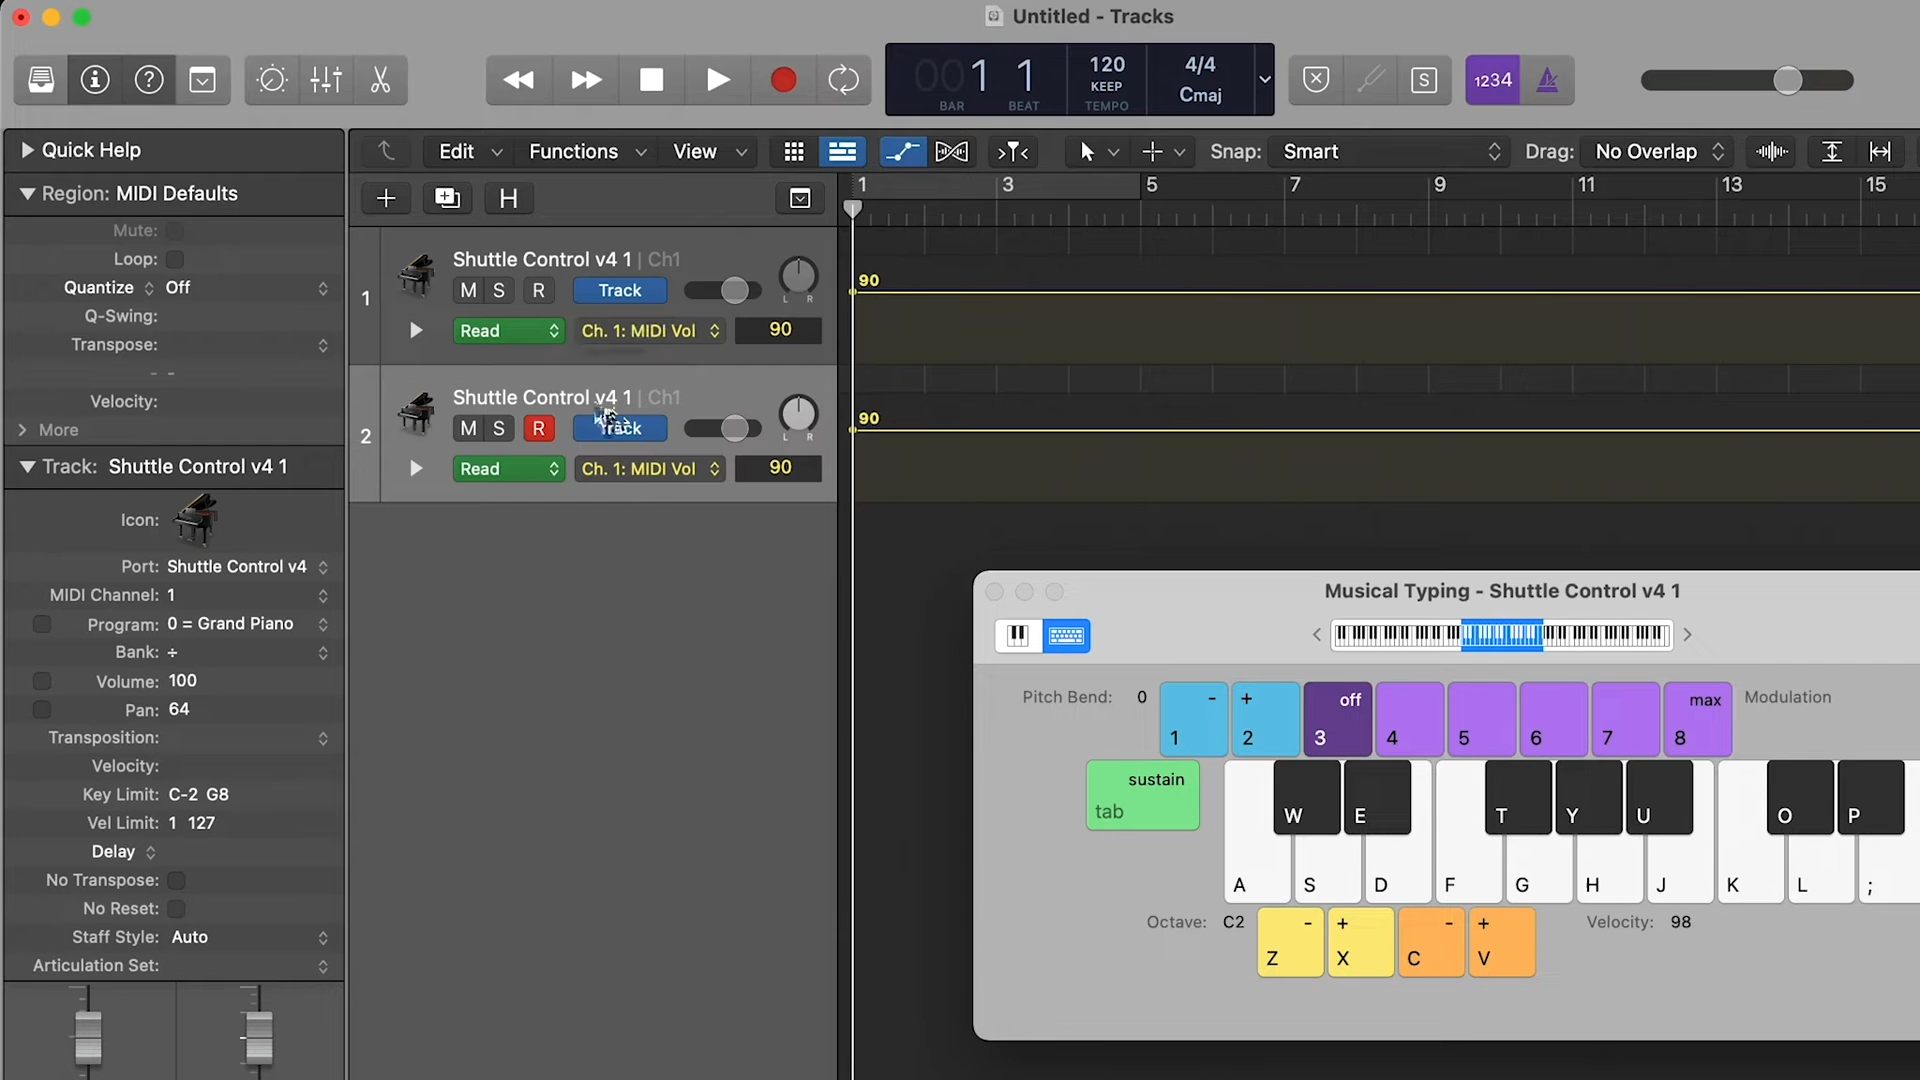 Untitled - Tracks
001 1
BAR BEAT
120
KEEP
TEMPO
4/4
Cmaj
S
1234
Quick Help
Edit
Functions
View
Snap: Smart
Drag: No Overlap
Region: MIDI Defaults
H
1 3 5 7 9 11 13 15
Mute:
Loop:
Quantize Off
Q-Swing:
Transpose:
- -
Velocity:
More
1
Shuttle Control v4 1 | Ch1
M S R Track
L R
Read Ch. 1: MIDI Vol 90
90
2
Shuttle Control v4 1 | Ch1
M S R Track
L R
Read Ch. 1: MIDI Vol 90
90
Track: Shuttle Control v4 1
Icon:
Port: Shuttle Control v4
MIDI Channel: 1
Program: 0 = Grand Piano
Bank: ÷
Volume: 100
Pan: 64
Transposition:
Velocity:
Key Limit: C-2 G8
Vel Limit: 1 127
Delay
No Transpose:
No Reset:
Staff Style: Auto
Articulation Set:
Musical Typing - Shuttle Control v4 1
Pitch Bend: 0
- + off max
1 2 3 4 5 6 7 8
Modulation
sustain
tab
W E T Y U O P
A S D F G H J K L ;
Octave: C2
- + - +
Z X C V
Velocity: 98